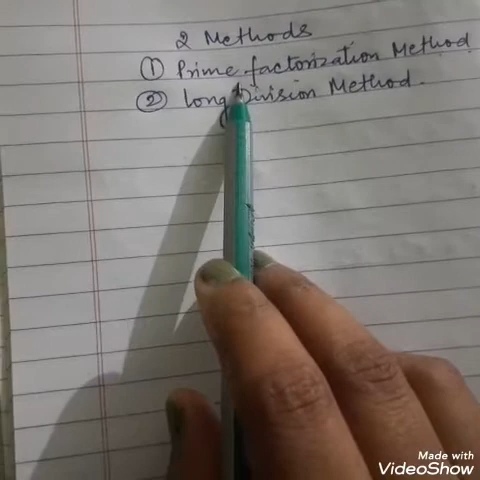 2 Methods
① Prime factorization Method
② Long Division Method.
Made with
VideoShow